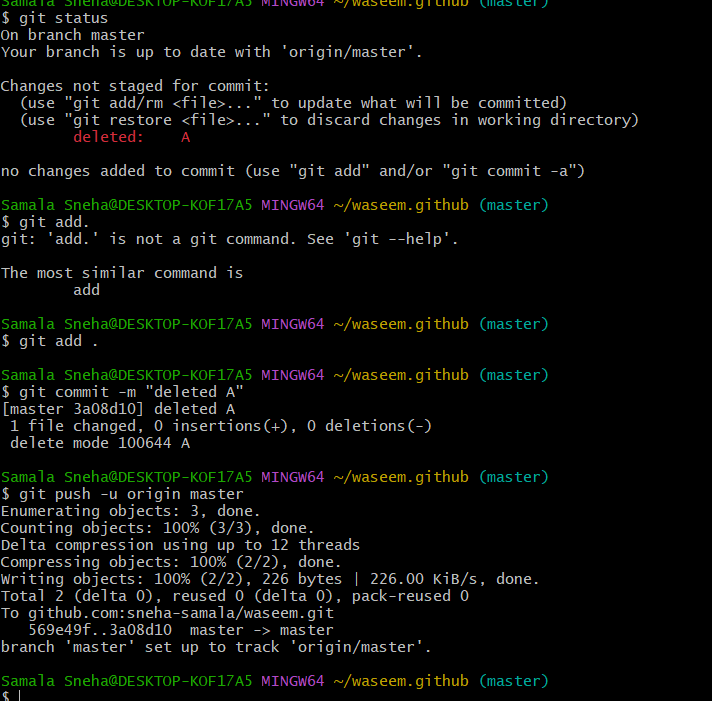 Samala Sneha@DESKTOP-KOF17A5 MINGW64 ~/waseem.github (master)
$ git status
On branch master
Your branch is up to date with 'origin/master'.
Changes not staged for commit:
  (use "git add/rm <file>..." to update what will be committed)
  (use "git restore <file>..." to discard changes in working directory)
        deleted:    A
no changes added to commit (use "git add" and/or "git commit -a")
Samala Sneha@DESKTOP-KOF17A5 MINGW64 ~/waseem.github (master)
$ git add.
git: 'add.' is not a git command. See 'git --help'.
The most similar command is
        add
Samala Sneha@DESKTOP-KOF17A5 MINGW64 ~/waseem.github (master)
$ git add .
Samala Sneha@DESKTOP-KOF17A5 MINGW64 ~/waseem.github (master)
$ git commit -m "deleted A"
[master 3a08d10] deleted A
 1 file changed, 0 insertions(+), 0 deletions(-)
 delete mode 100644 A
Samala Sneha@DESKTOP-KOF17A5 MINGW64 ~/waseem.github (master)
$ git push -u origin master
Enumerating objects: 3, done.
Counting objects: 100% (3/3), done.
Delta compression using up to 12 threads
Compressing objects: 100% (2/2), done.
Writing objects: 100% (2/2), 226 bytes | 226.00 KiB/s, done.
Total 2 (delta 0), reused 0 (delta 0), pack-reused 0
To github.com:sneha-samala/waseem.git
   569e49f..3a08d10  master -> master
branch 'master' set up to track 'origin/master'.
Samala Sneha@DESKTOP-KOF17A5 MINGW64 ~/waseem.github (master)
$